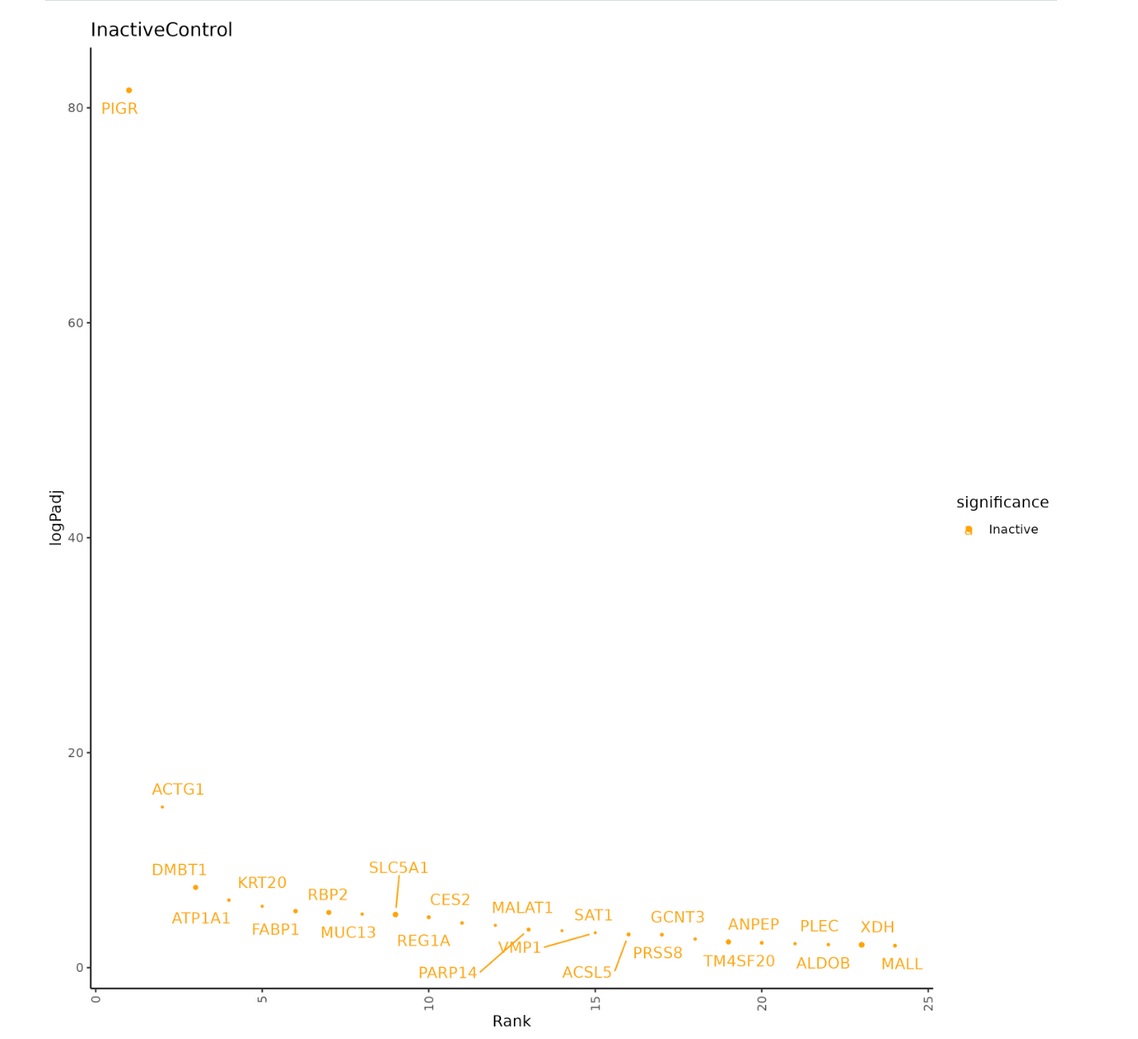 InactiveControl
80
PIGR
60
logPadj
significance
40
Inactive
20
ACTG1
DMBT1
SLC5A1
KRT20
RBP2
CES2
MALAT1
ATP1A1
SAT1
GCNT3
FABP1
MUC13
ANPEP
PLEC
XDH
REG1A
VMP1
PRSS8
TM4SF20
ALDOB
MALL
0
PARP14
ACSL5
0
5
10
15
20
25
Rank